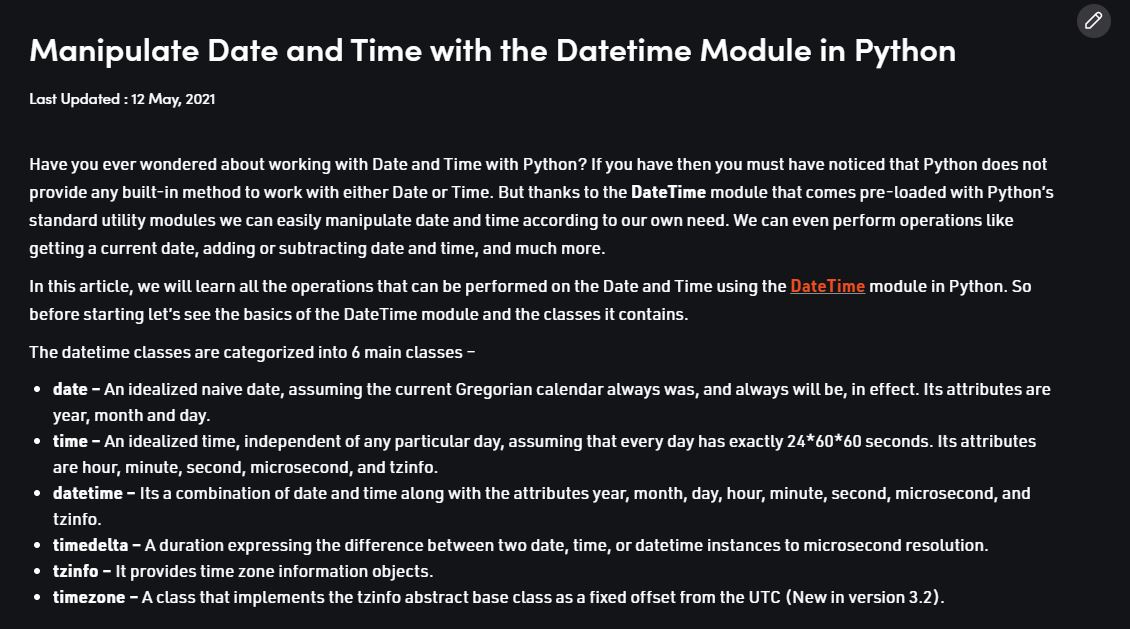 Manipulate Date and Time with the Datetime Module in Python
Last Updated : 12 May, 2021
Have you ever wondered about working with Date and Time with Python? If you have then you must have noticed that Python does not
provide any built-in method to work with either Date or Time. But thanks to the DateTime module that comes pre-loaded with Python’s
standard utility modules we can easily manipulate date and time according to our own need. We can even perform operations like
getting a current date, adding or subtracting date and time, and much more.
In this article, we will learn all the operations that can be performed on the Date and Time using the DateTime module in Python. So
before starting let’s see the basics of the DateTime module and the classes it contains.
The datetime classes are categorized into 6 main classes –
• date – An idealized naive date, assuming the current Gregorian calendar always was, and always will be, in effect. Its attributes are
year, month and day.
• time – An idealized time, independent of any particular day, assuming that every day has exactly 24*60*60 seconds. Its attributes
are hour, minute, second, microsecond, and tzinfo.
• datetime – Its a combination of date and time along with the attributes year, month, day, hour, minute, second, microsecond, and
tzinfo.
• timedelta – A duration expressing the difference between two date, time, or datetime instances to microsecond resolution.
• tzinfo – It provides time zone information objects.
• timezone – A class that implements the tzinfo abstract base class as a fixed offset from the UTC (New in version 3.2).